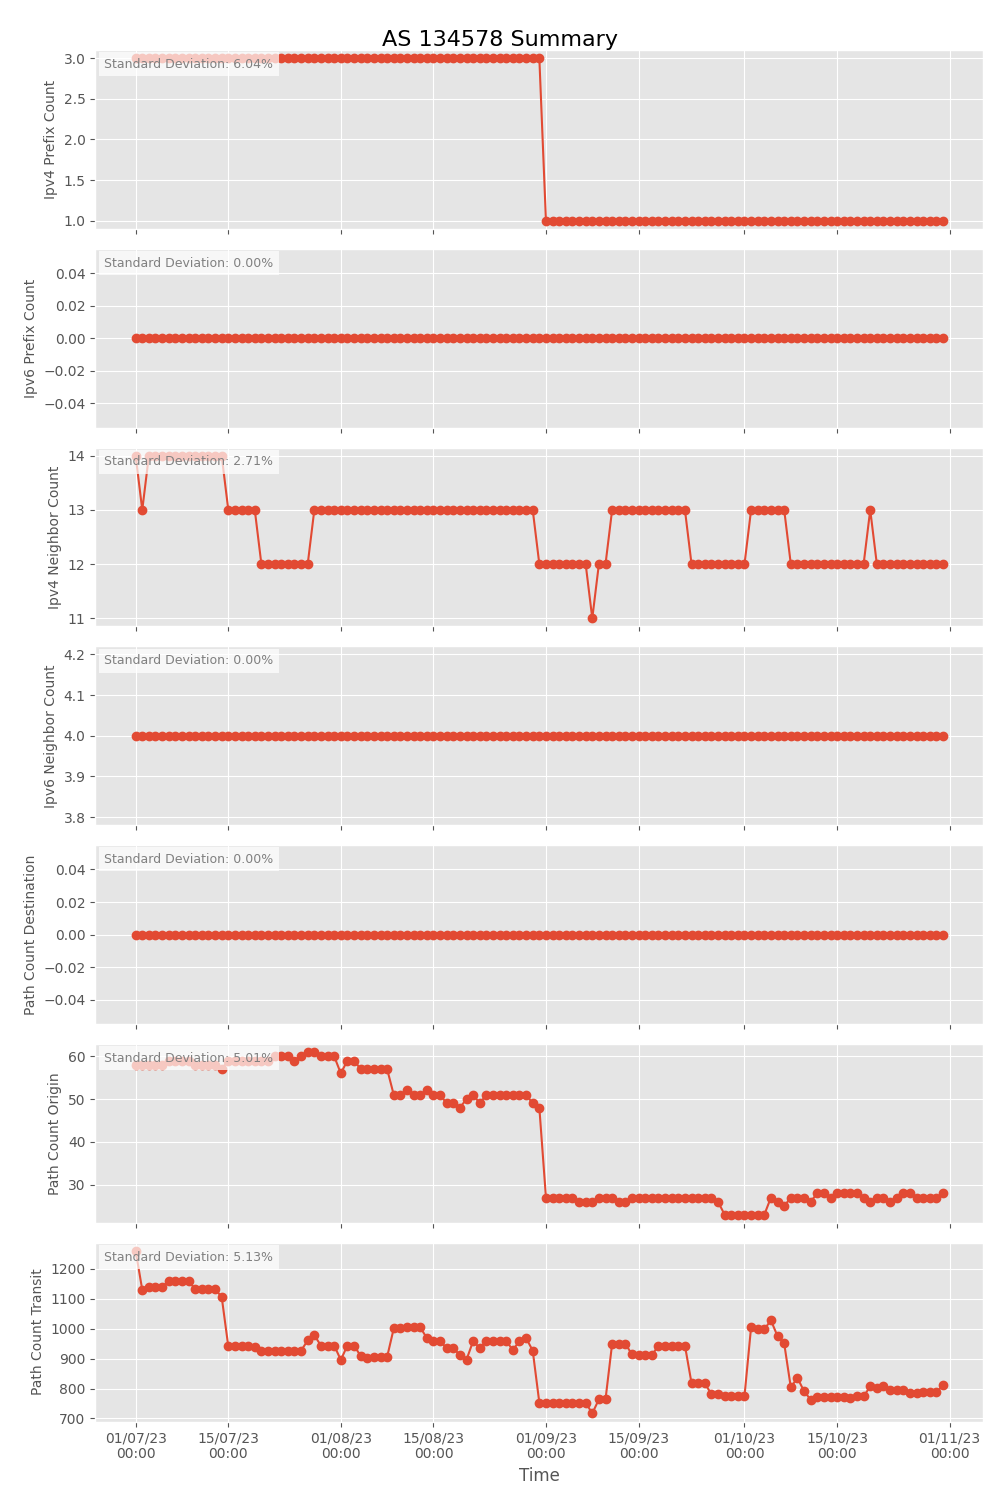 AS 134578 Summary
Standard Deviation: 6.04%
Ipv4 Prefix Count
3.0
2.5
2.0
1.5
1.0
Standard Deviation: 0.00%
Ipv6 Prefix Count
0.04
0.02
0.00
−0.02
−0.04
Standard Deviation: 2.71%
Ipv4 Neighbor Count
14
13
12
11
Standard Deviation: 0.00%
Ipv6 Neighbor Count
4.2
4.1
4.0
3.9
3.8
Standard Deviation: 0.00%
Path Count Destination
0.04
0.02
0.00
−0.02
−0.04
Standard Deviation: 5.01%
Path Count Origin
60
50
40
30
Standard Deviation: 5.13%
Path Count Transit
1200
1100
1000
900
800
700
01/07/23 15/07/23 01/08/23 15/08/23 01/09/23 15/09/23 01/10/23 15/10/23 01/11/23
00:00 00:00 00:00 00:00 00:00 00:00 00:00 00:00 00:00
Time